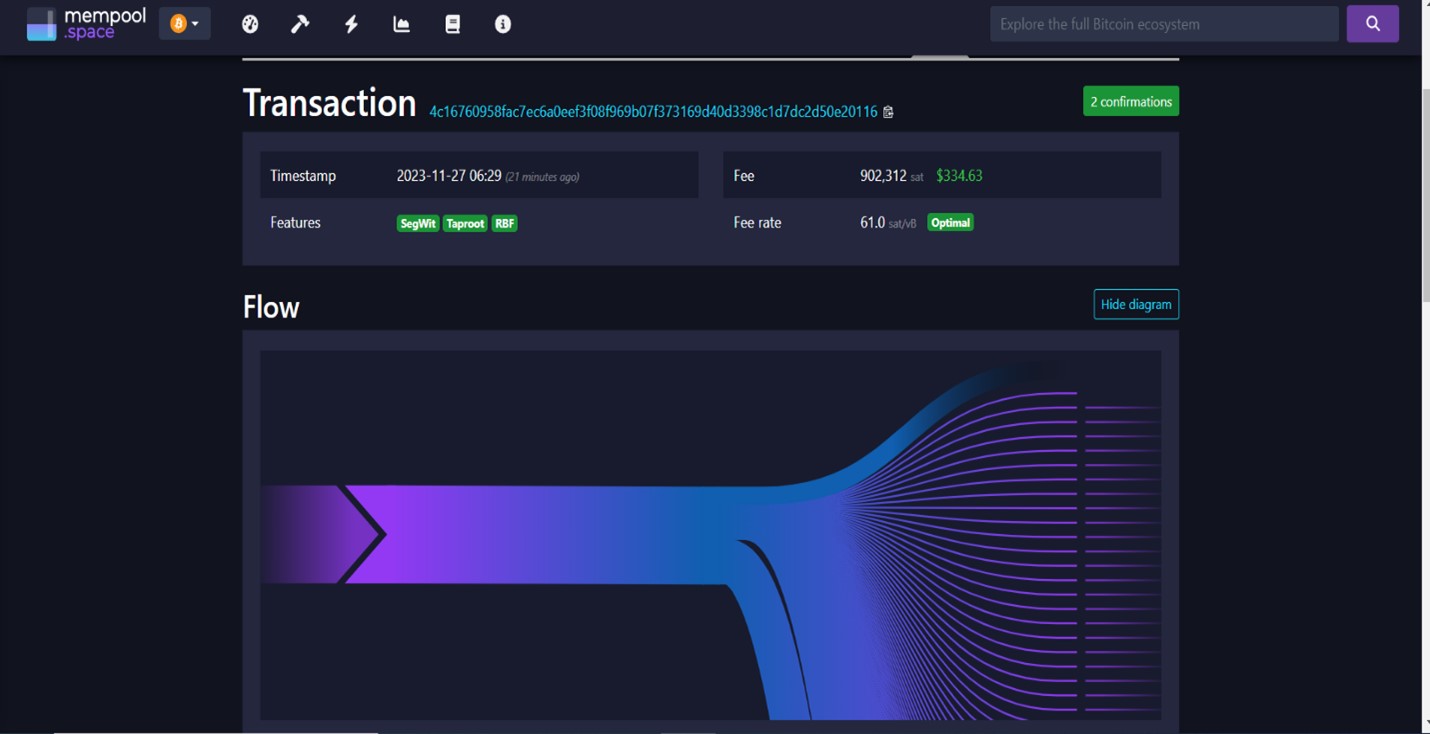 mempool
.space
Explore the full Bitcoin ecosystem
Transaction 4c16760958fac7ec6a0eef3f08f969b07f373169d40d3398c1d7dc2d50e20116 2 confirmations
Timestamp 2023-11-27 06:29 (21 minutes ago) Fee 902,312 sat $334.63
Features SegWit Taproot RBF Fee rate 61.0 sat/vB Optimal
Flow Hide diagram